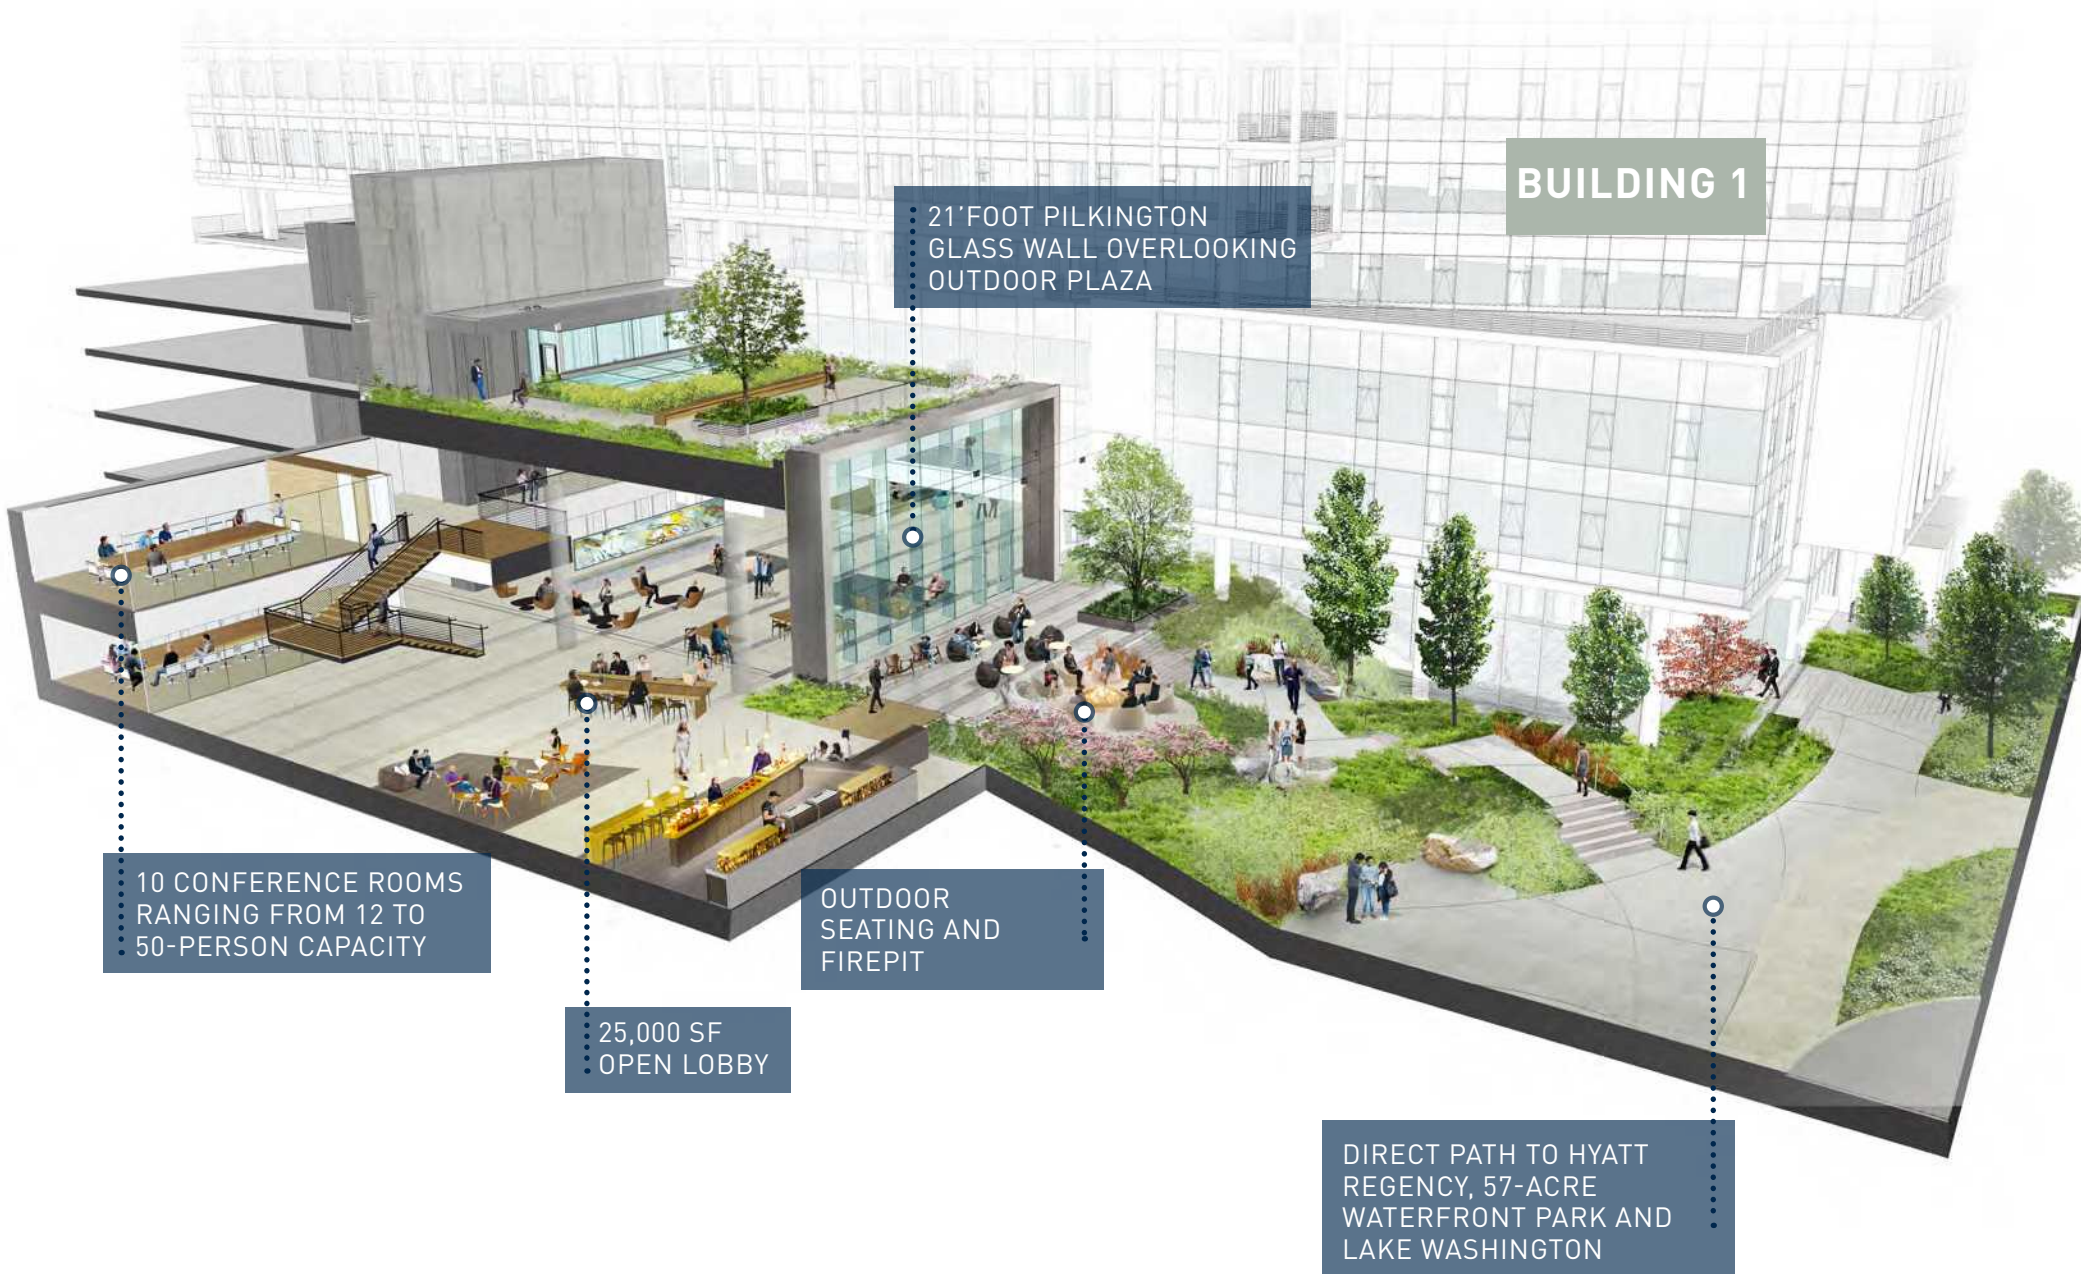 BUILDING 1
21'FOOT PILKINGTON
GLASS WALL OVERLOOKING
OUTDOOR PLAZA
10 CONFERENCE ROOMS
RANGING FROM 12 TO
50-PERSON CAPACITY
OUTDOOR
SEATING AND
FIREPIT
25,000 SF
OPEN LOBBY
DIRECT PATH TO HYATT
REGENCY, 57-ACRE
WATERFRONT PARK AND
LAKE WASHINGTON